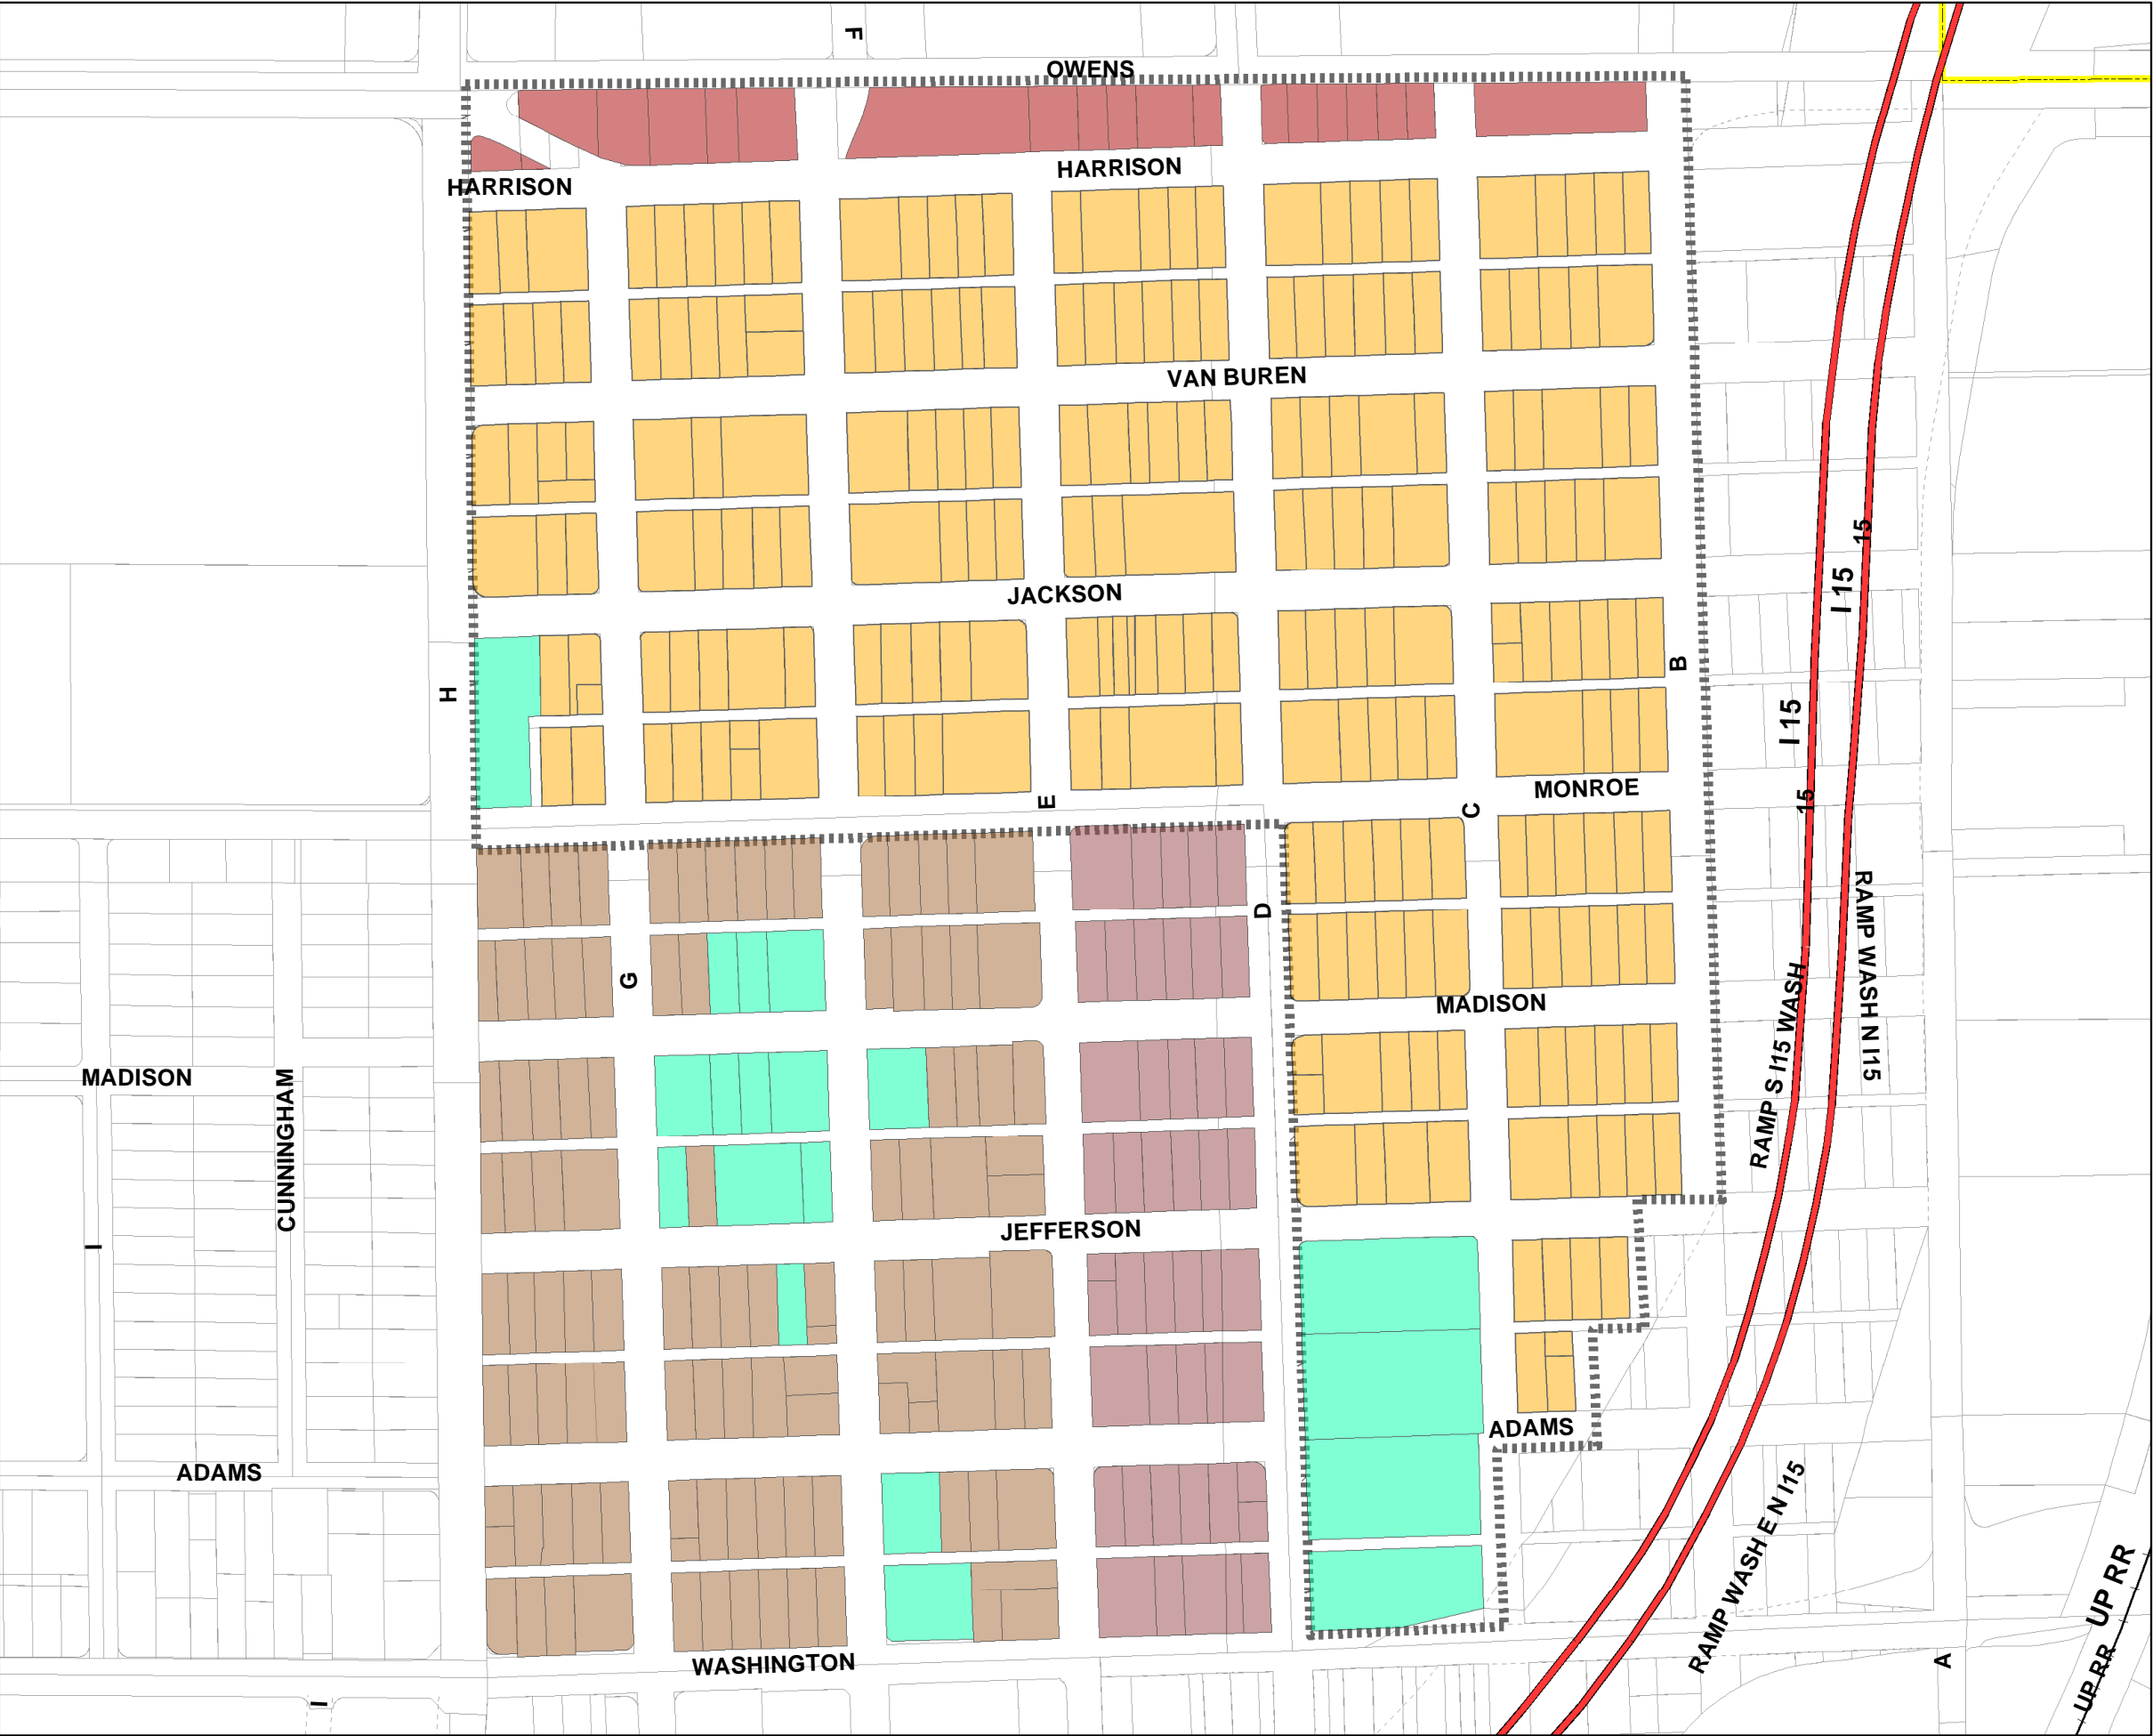 F
OWENS
HARRISON
HARRISON
VAN BUREN
15
I 15
JACKSON
B
H
I 15
MONROE
15
E
C
D
RAMP WASH N I15
G
MADISON
RAMP S I15 WASH
MADISON
CUNNINGHAM
JEFFERSON
I
ADAMS
ADAMS
RAMP WASH E N I15
UP RR
WASHINGTON
A
UP RR
I